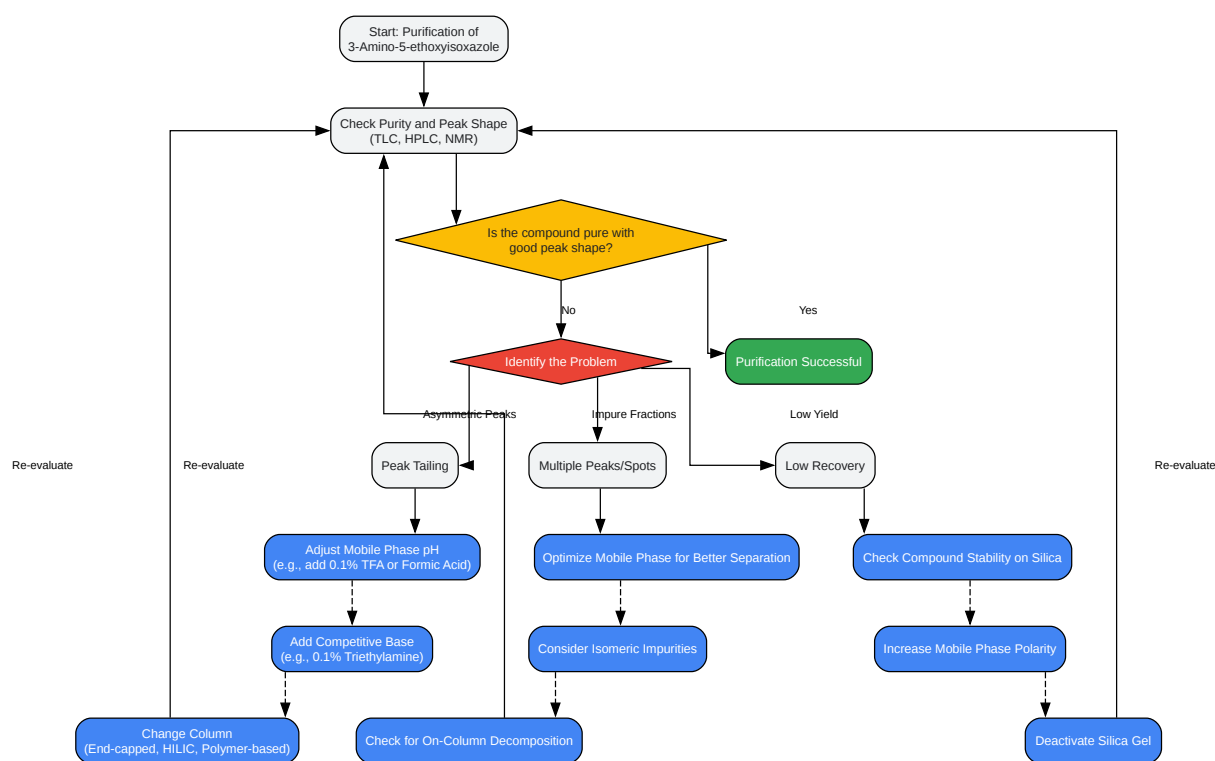 Start: Purification of
3-Amino-5-ethoxyisoxazole
Check Purity and Peak Shape
(TLC, HPLC, NMR)
Is the compound pure with
good peak shape?
No
Yes
Identify the Problem
Purification Successful
Asymmetric Peaks
Impure Fractions
Low Yield
Re-evaluate
Re-evaluate
Peak Tailing
Multiple Peaks/Spots
Low Recovery
Re-evaluate
Adjust Mobile Phase pH
(e.g., add 0.1% TFA or Formic Acid)
Optimize Mobile Phase for Better Separation
Check Compound Stability on Silica
Add Competitive Base
(e.g., 0.1% Triethylamine)
Consider Isomeric Impurities
Increase Mobile Phase Polarity
Change Column
(End-capped, HILIC, Polymer-based)
Check for On-Column Decomposition
Deactivate Silica Gel